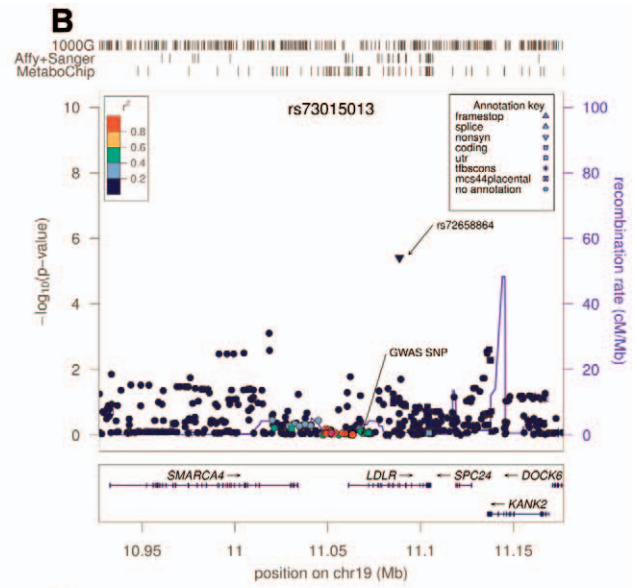 B
1000G
Affy+Sanger
MetaboChip
rs73015013
r²
0.8
0.6
0.4
0.2
Annotation key
framestop
splice
nonsyn
coding
utr
tfbscons
mcs44placental
no annotation
10
8
6
4
2
0
−log₁₀(p−value)
100
80
60
40
20
0
recombination rate (cM/Mb)
rs72658864
GWAS SNP
SMARCA4→
LDLR→
←SPC24
←DOCK6
←KANK2
10.95
11
11.05
11.1
11.15
position on chr19 (Mb)